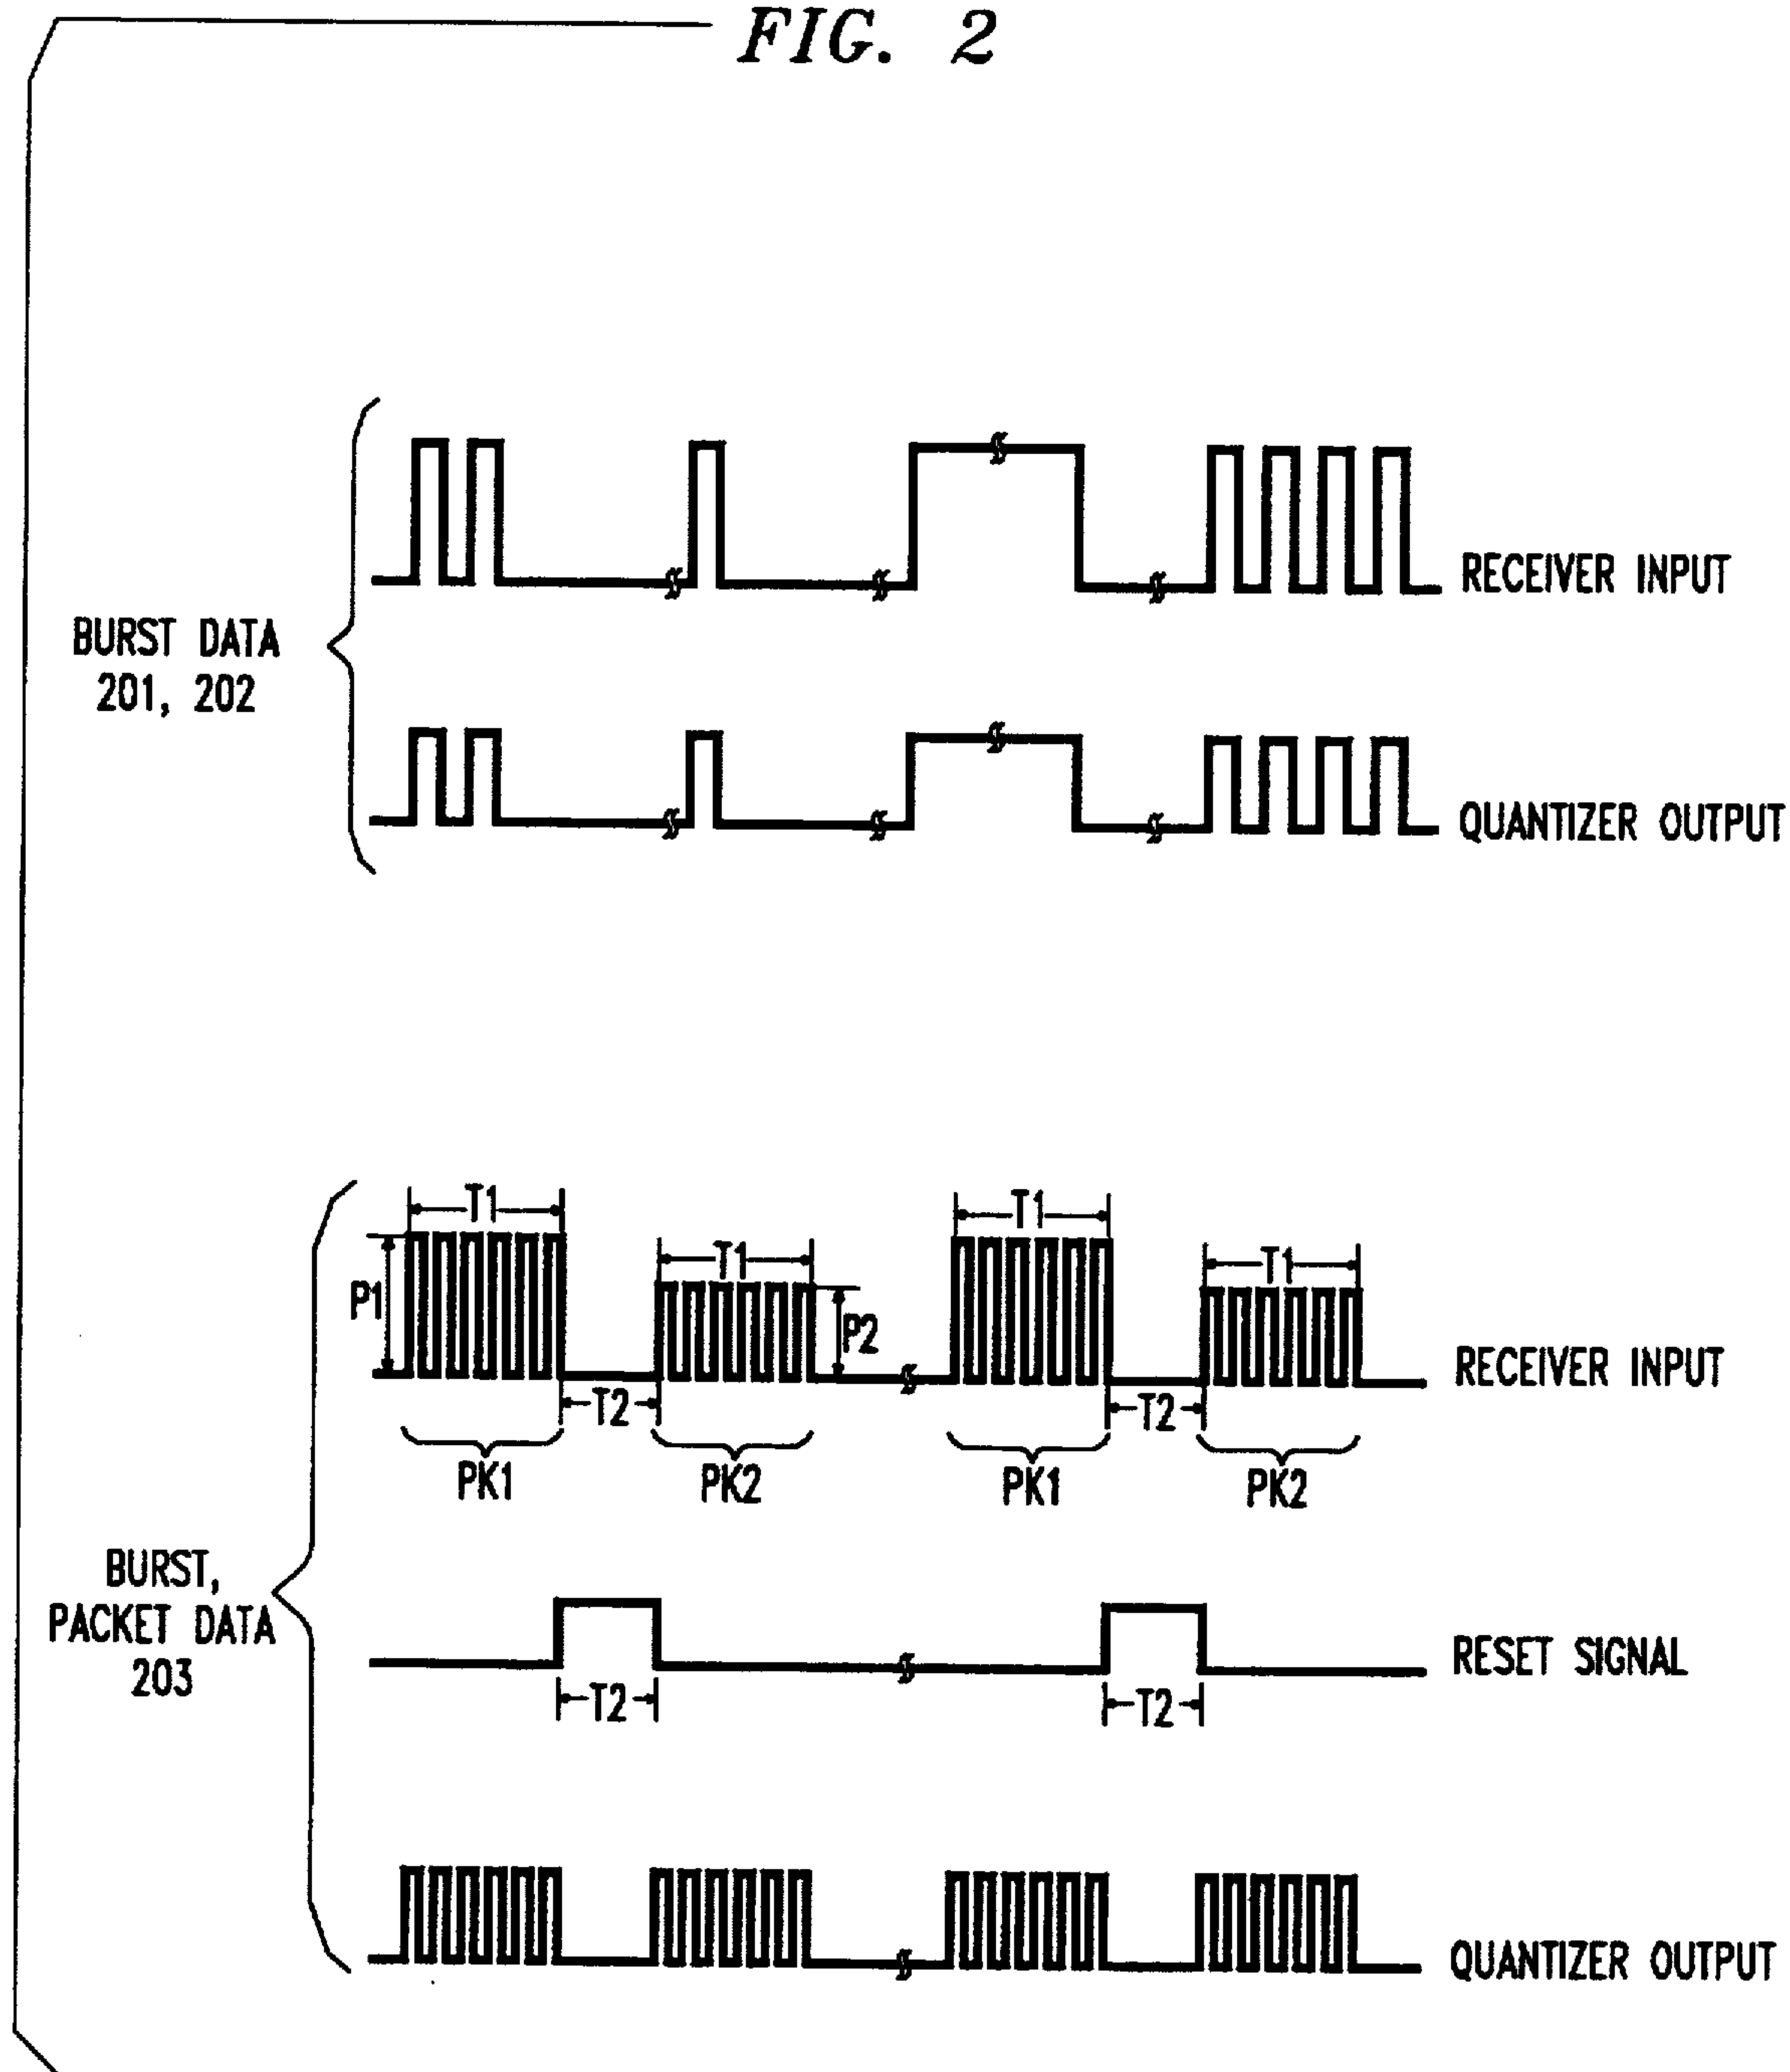 FIG. 2
RECEIVER INPUT
BURST DATA
201, 202
QUANTIZER OUTPUT
T1
T1
T1
T1
P1
P2
RECEIVER INPUT
T2
T2
PK1
PK2
PK1
PK2
BURST,
PACKET DATA
203
RESET SIGNAL
T2
T2
QUANTIZER OUTPUT